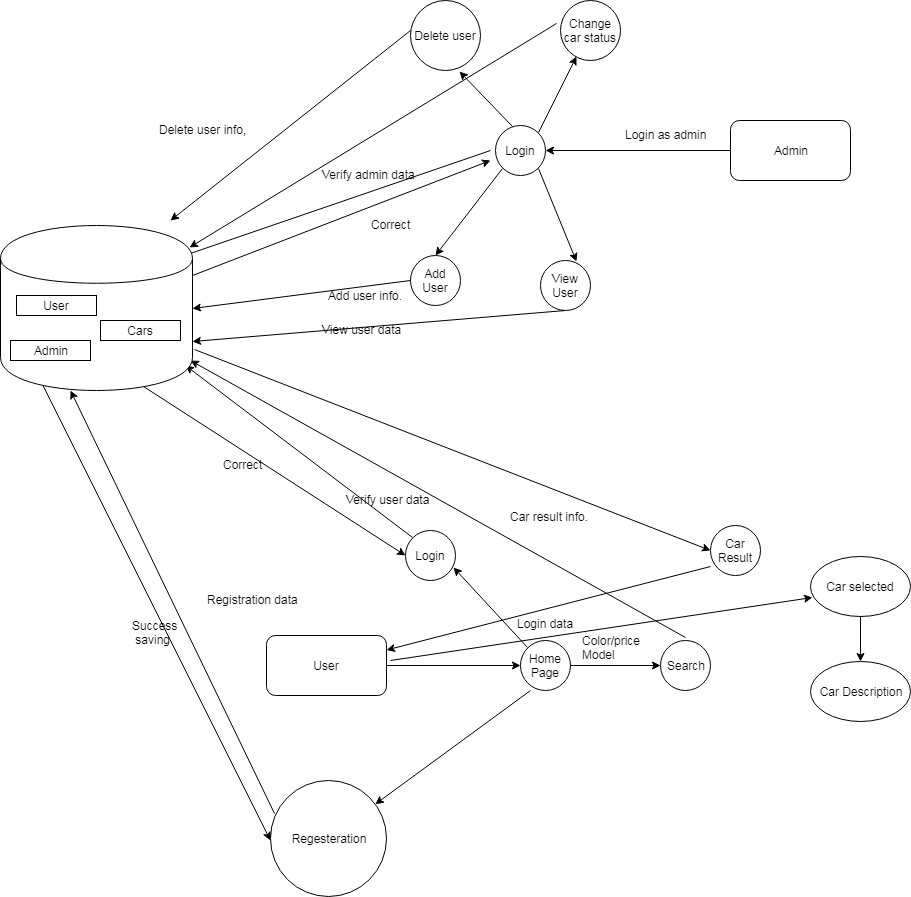 Change
car status
Delete user
Delete user info,
Login as admin
Login
Admin
Verify admin data
Correct
Add
User
View
User
Add user info.
User
Cars
View user data
Admin
Correct
Verify user data
Car result info.
Login
Car
Result
Car selected
Registration data
Success
saving
Login data
Color/price
Model
User
Home
Page
Search
Car Description
Regesteration